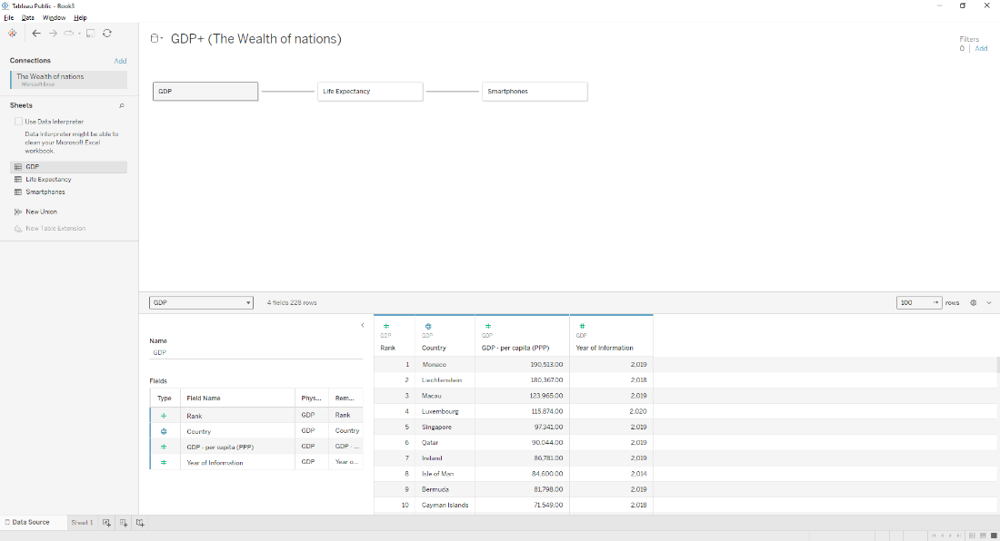 Tableau Public - Book3
File Data Window Help
Connections Add
The Wealth of nations
Microsoft Excel
Sheets
Use Data Interpreter
Data Interpreter might be able to
clean your Microsoft Excel
workbook.
GDP
Life Expectancy
Smartphones
New Union
New Table Extension
GDP+ (The Wealth of nations)
Filters
0 | Add
GDP Life Expectancy Smartphones
GDP 4 fields 228 rows 100 rows
Name
GDP
Fields
Type Field Name Phys... Rem...
Rank GDP Rank
Country GDP Country
GDP - per capita (PPP) GDP GDP - ...
Year of Information GDP Year o...
GDP GDP GDP GDP
Rank Country GDP - per capita (PPP) Year of Information
1 Monaco 190,513.00 2,019
2 Liechtenstein 180,367.00 2,018
3 Macau 123,965.00 2,019
4 Luxembourg 115,874.00 2,020
5 Singapore 97,341.00 2,019
6 Qatar 90,044.00 2,019
7 Ireland 86,781.00 2,019
8 Isle of Man 84,600.00 2,014
9 Bermuda 81,798.00 2,019
10 Cayman Islands 71,549.00 2,018
Data Source Sheet 1